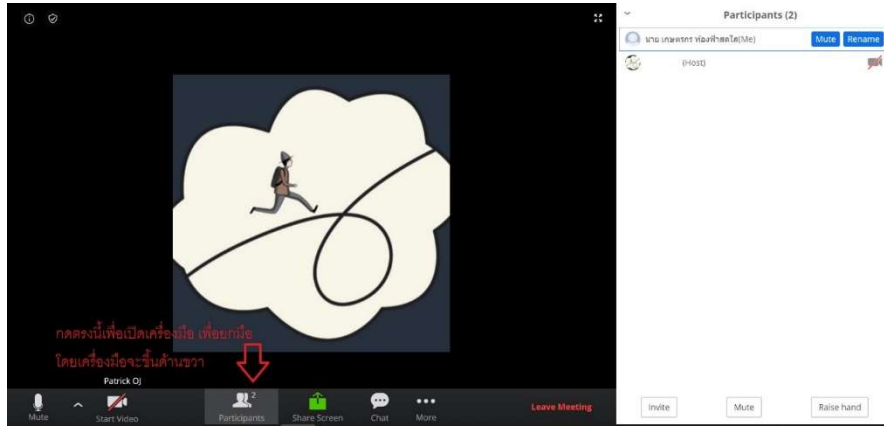 Participants (2)
นาย เกษตรกร ท่องฟ้าสดใส(Me)
Mute
Rename
(Host)
กดตรงนี้เพื่อเปิดเครื่องมือ เพื่อยกมือ
โดยเครื่องมือจะขึ้นด้านขวา
Patrick OJ
Mute
Start Video
2
Participants
Share Screen
Chat
More
Leave Meeting
Invite
Mute
Raise hand